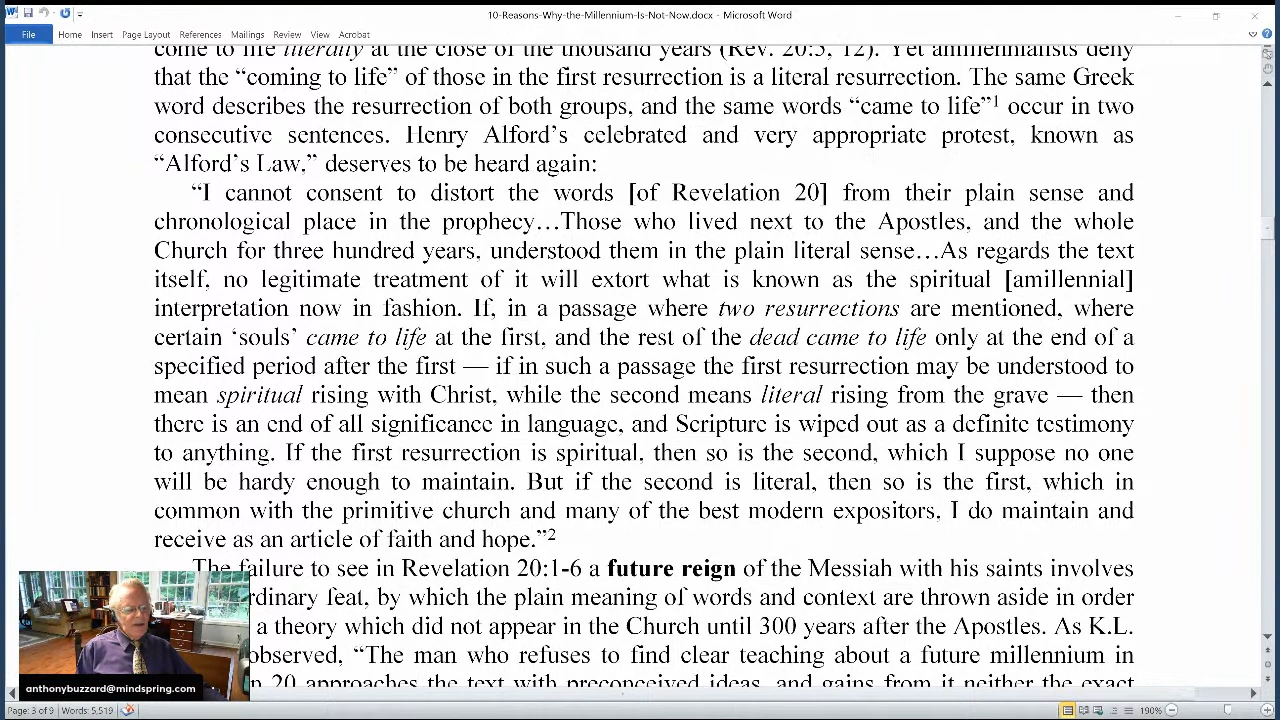 10-Reasons-Why-the-Millennium-Is-Not-Now.docx - Microsoft Word
File Home Insert Page Layout References Mailings Review View Acrobat
come to life literally at the close of the thousand years (Rev. 20:5, 12). Yet amillennialists deny
that the “coming to life” of those in the first resurrection is a literal resurrection. The same Greek
word describes the resurrection of both groups, and the same words “came to life”1 occur in two
consecutive sentences. Henry Alford’s celebrated and very appropriate protest, known as
“Alford’s Law,” deserves to be heard again:
“I cannot consent to distort the words [of Revelation 20] from their plain sense and
chronological place in the prophecy…Those who lived next to the Apostles, and the whole
Church for three hundred years, understood them in the plain literal sense…As regards the text
itself, no legitimate treatment of it will extort what is known as the spiritual [amillennial]
interpretation now in fashion. If, in a passage where two resurrections are mentioned, where
certain ‘souls’ came to life at the first, and the rest of the dead came to life only at the end of a
specified period after the first — if in such a passage the first resurrection may be understood to
mean spiritual rising with Christ, while the second means literal rising from the grave — then
there is an end of all significance in language, and Scripture is wiped out as a definite testimony
to anything. If the first resurrection is spiritual, then so is the second, which I suppose no one
will be hardy enough to maintain. But if the second is literal, then so is the first, which in
common with the primitive church and many of the best modern expositors, I do maintain and
receive as an article of faith and hope.”2
The failure to see in Revelation 20:1-6 a future reign of the Messiah with his saints involves
rdinary feat, by which the plain meaning of words and context are thrown aside in order
a theory which did not appear in the Church until 300 years after the Apostles. As K.L.
observed, “The man who refuses to find clear teaching about a future millennium in
n 20 approaches the text with preconceived ideas, and gains from it neither the exact
anthonybuzzard@mindspring.com
Page: 3 of 9 Words: 5,519 190%